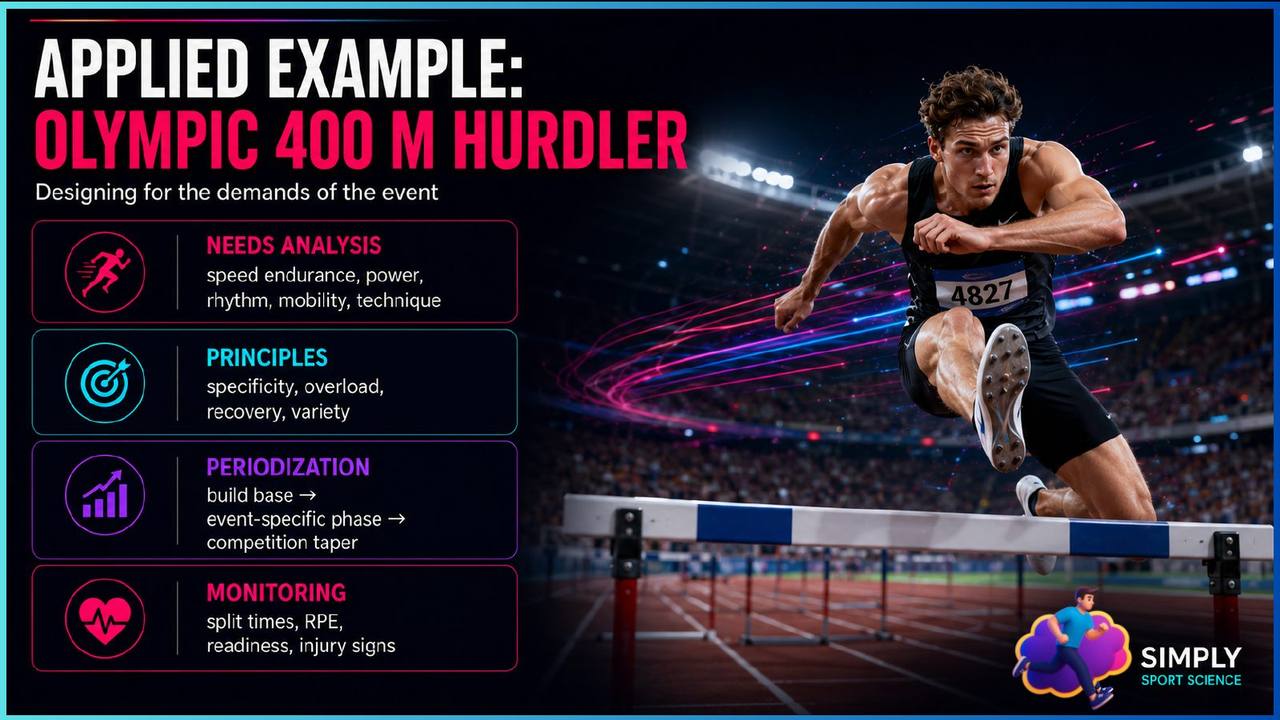 APPLIED EXAMPLE:
OLYMPIC 400 M HURDLER
Designing for the demands of the event
NEEDS ANALYSIS
speed endurance, power,
rhythm, mobility, technique
PRINCIPLES
specificity, overload,
recovery, variety
PERIODIZATION
build base →
event-specific phase →
competition taper
MONITORING
split times, RPE,
readiness, injury signs
4827
SIMPLY
SPORT SCIENCE